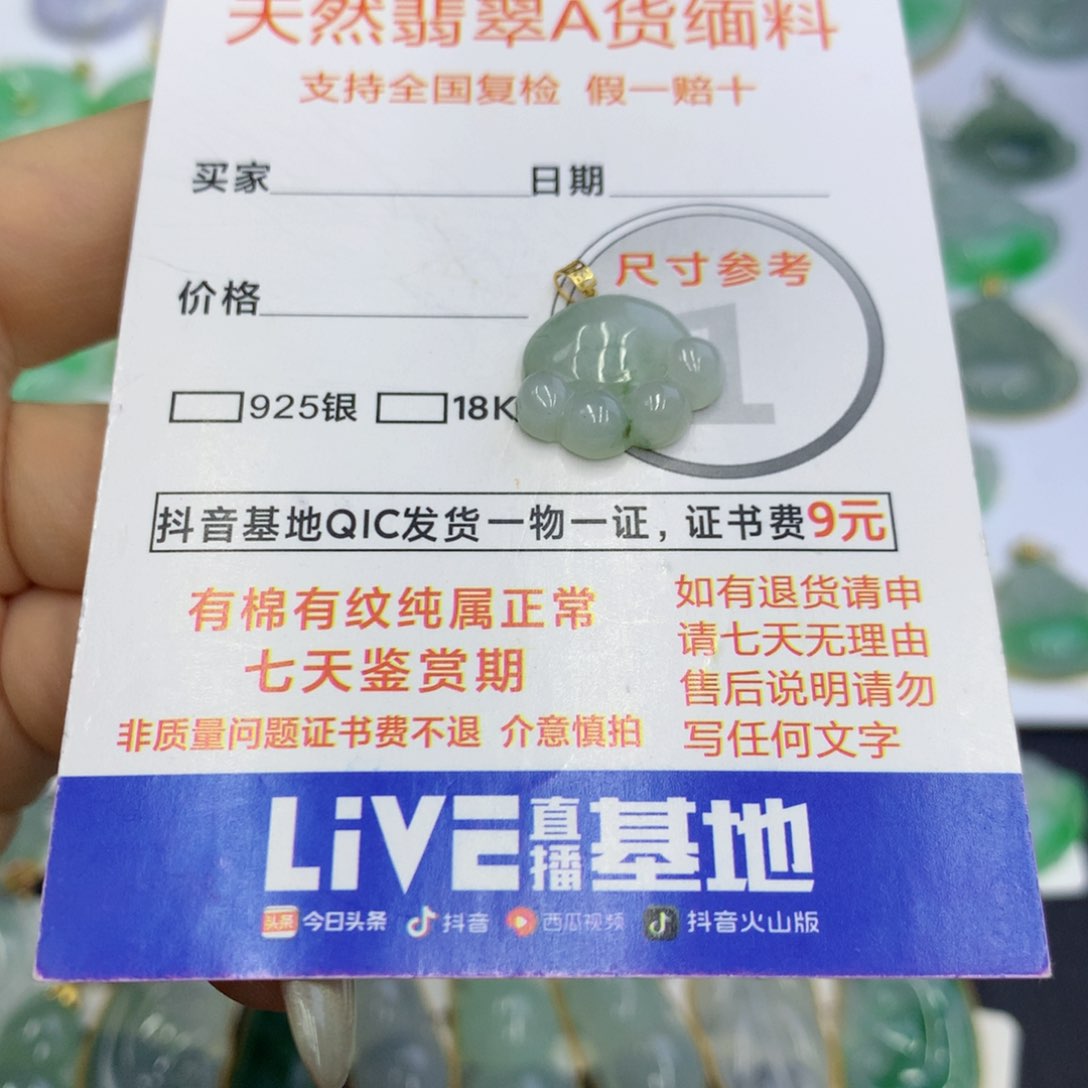 天然翡翠A货缅料
支持全国复检 假一赔十
买家 日期
价格
尺寸参考
1
925银 18K
抖音基地QIC发货一物一证,证书费9元
有棉有纹纯属正常
七天鉴赏期
非质量问题证书费不退 介意慎拍
如有退货请申
请七天无理由
售后说明请勿
写任何文字
LiVE直播基地
头条 今日头条 抖音 西瓜视频 抖音火山版